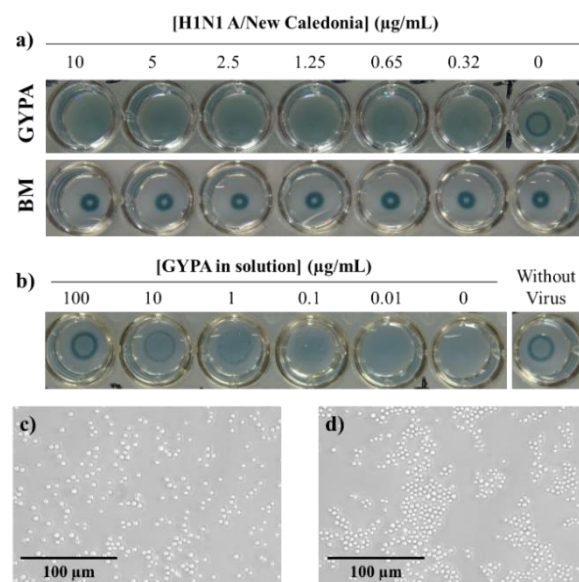 [H1N1 A/New Caledonia] (µg/mL)
a)
10 5 2.5 1.25 0.65 0.32 0
GYPA
BM
b)
[GYPA in solution] (µg/mL)
Without
Virus
100 10 1 0.1 0.01 0
c)
d)
100 µm
100 µm